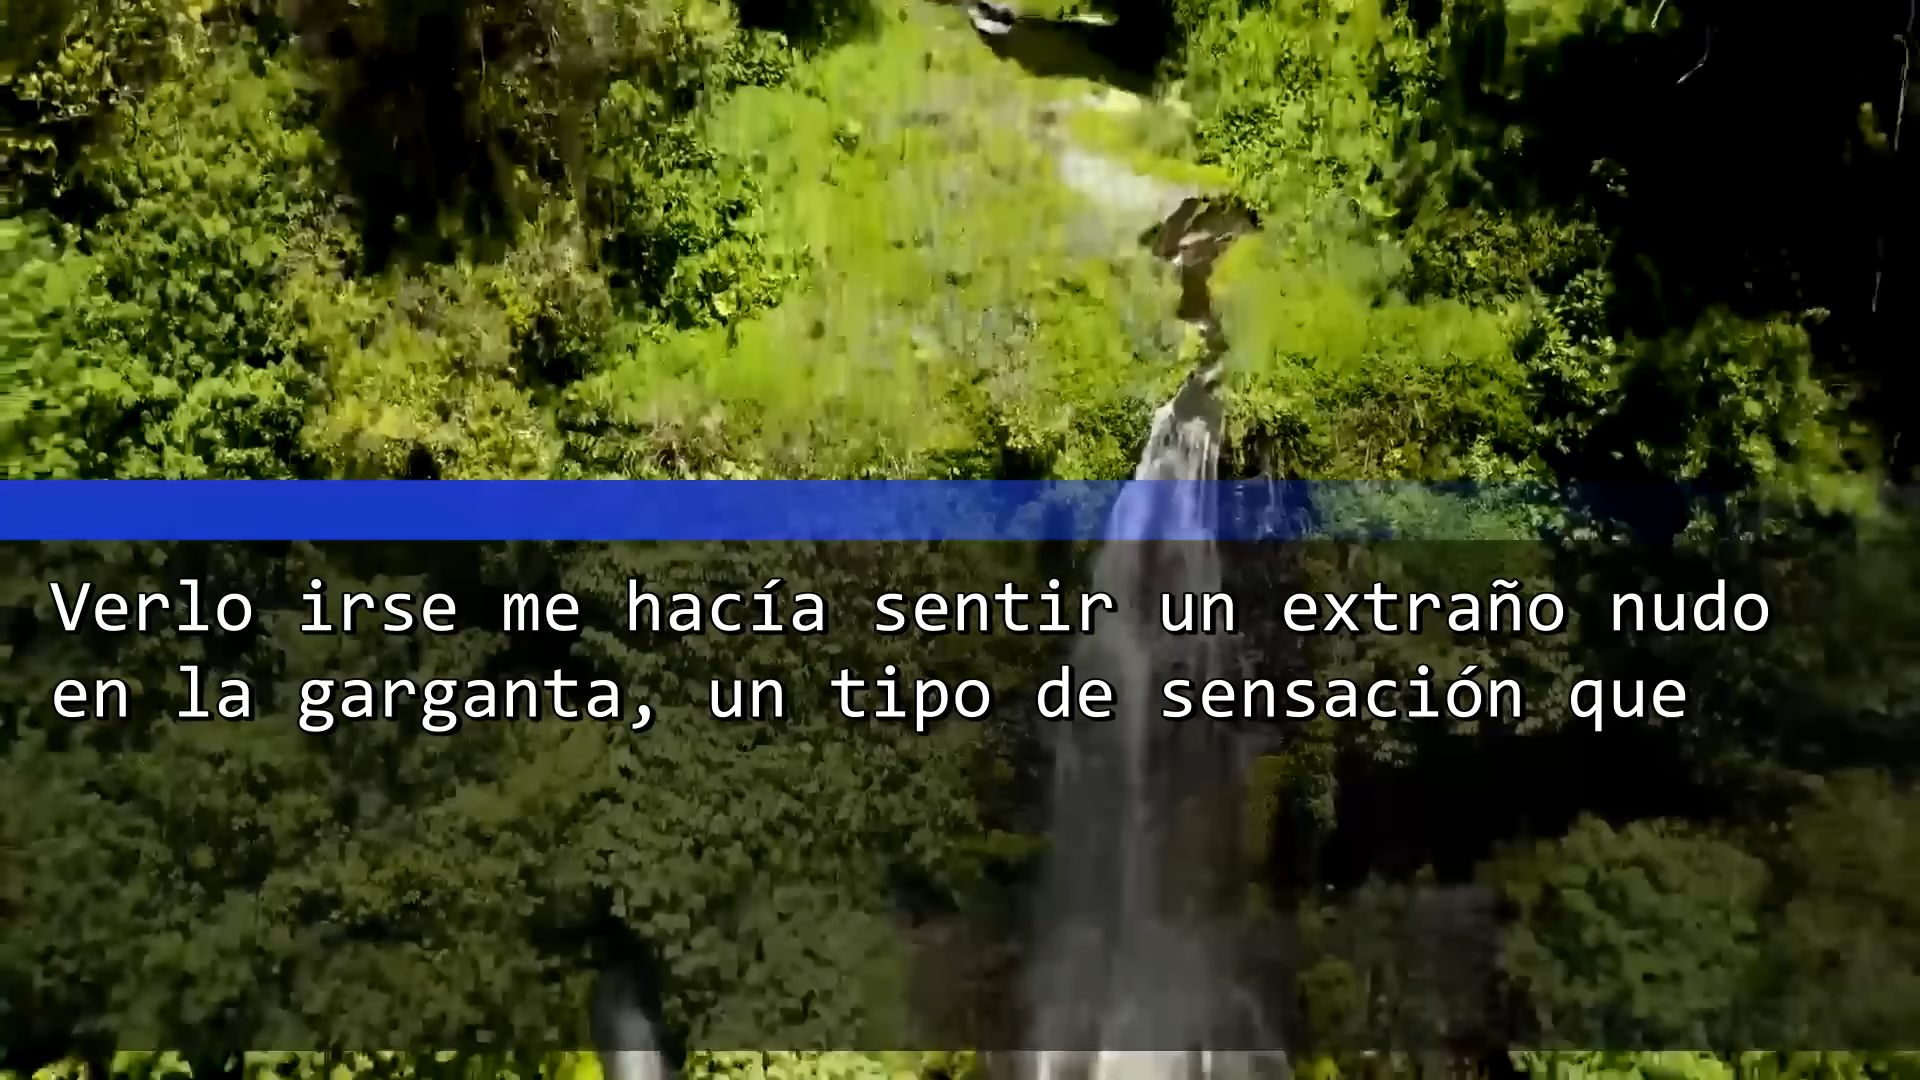 Verlo irse me hacía sentir un extraño nudo
en la garganta, un tipo de sensación que